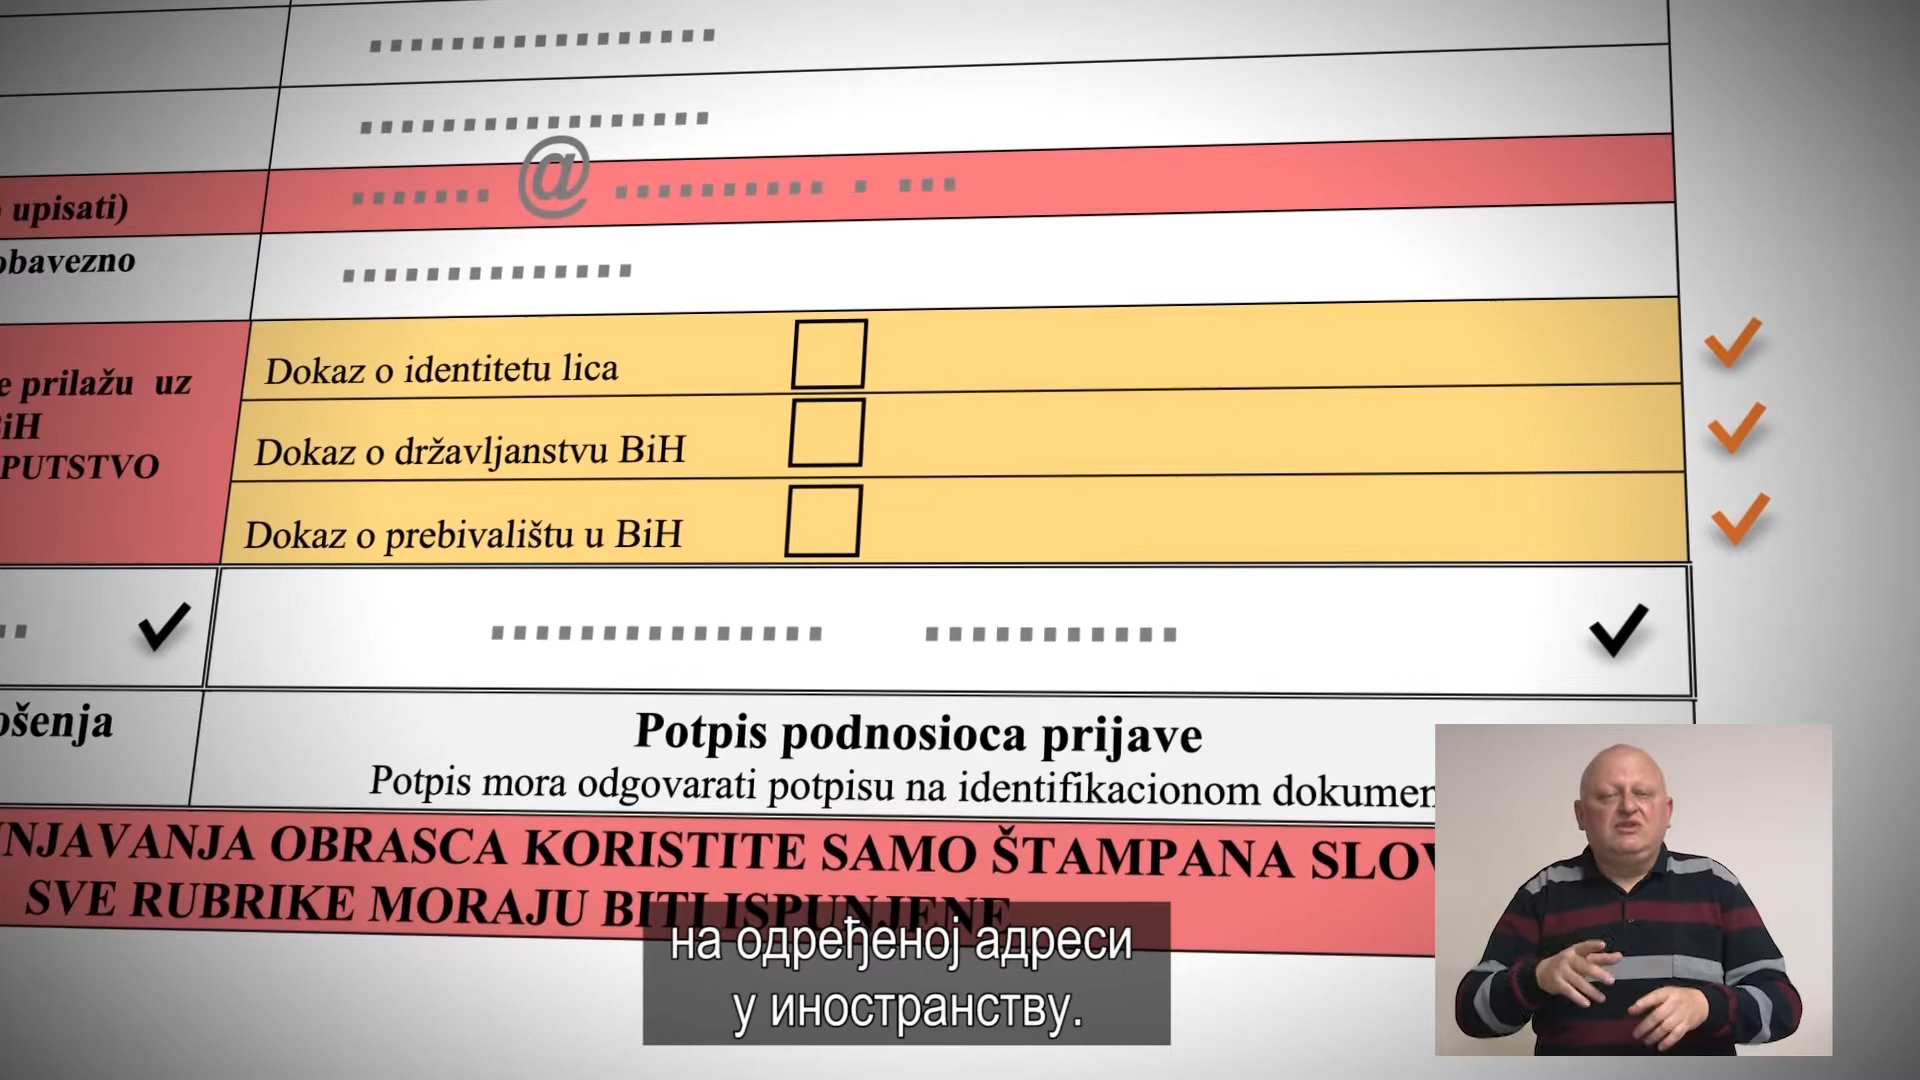 @
upisati)
obavezno
Dokaz o identitetu lica
e prilažu uz
BiH
PUTSTVO
Dokaz o državljanstvu BiH
Dokaz o prebivalištu u BiH
ošenja
Potpis podnosioca prijave
Potpis mora odgovarati potpisu na identifikacionom dokumen
NJAVANJA OBRASCA KORISTITE SAMO ŠTAMPANA SLOV
SVE RUBRIKE MORAJU BITI ISPUNJENE
на одређеној адреси
у иностранству.